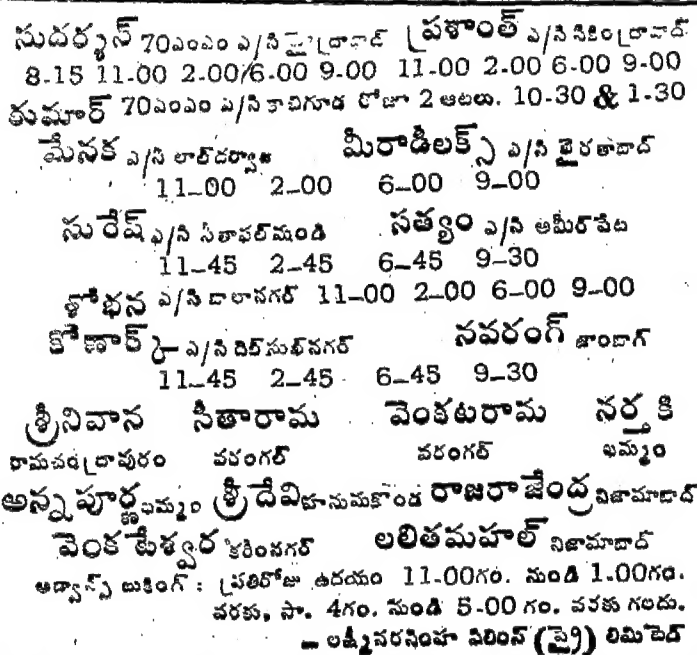 సుదర్శన్ 70ఎంఎం ఎ/సి హైద్రాబాద్ ప్రశాంత్ ఎ/సి సికింద్రాబాద్
8-15 11-00 2-00/6-00 9-00 11-00 2-00 6-00 9-00
కుమార్ 70ఎంఎం ఎ/సి కాచిగూడ రోజూ 2 ఆటలు. 10-30 & 1-30
మేనక ఎ/సి లాల్‌దర్వాజ మీరాడీలక్స్ ఎ/సి ఖైరతాబాద్
11-00 2-00 6-00 9-00
సురేష్ ఎ/సి సీతాఫల్‌మండి సత్యం ఎ/సి అమీర్‌పేట
11-45 2-45 6-45 9-30
శోభన ఎ/సి బాలానగర్ 11-00 2-00 6-00 9-00
కోణార్క్ ఎ/సి దిల్‌సుఖ్‌నగర్ నవరంగ్ జాంబాగ్
11-45 2-45 6-45 9-30
శ్రీనివాస సీతారామ వెంకటరామ నర్తకి
రామచంద్రాపురం వరంగల్ వరంగల్ ఖమ్మం
అన్నపూర్ణ ఖమ్మం శ్రీదేవి హనుమకొండ రాజరాజేంద్ర నిజామాబాద్
వెంకటేశ్వర కరీంనగర్ లలితమహల్ నిజామాబాద్
అడ్వాన్స్ బుకింగ్ : ప్రతిరోజు ఉదయం 11-00గం. నుండి 1-00గం.
వరకు, సా. 4గం. నుండి 5-00 గం. వరకు గలదు.
– లక్ష్మీనరసింహ ఫిలింస్ (ప్రై) లిమిటెడ్